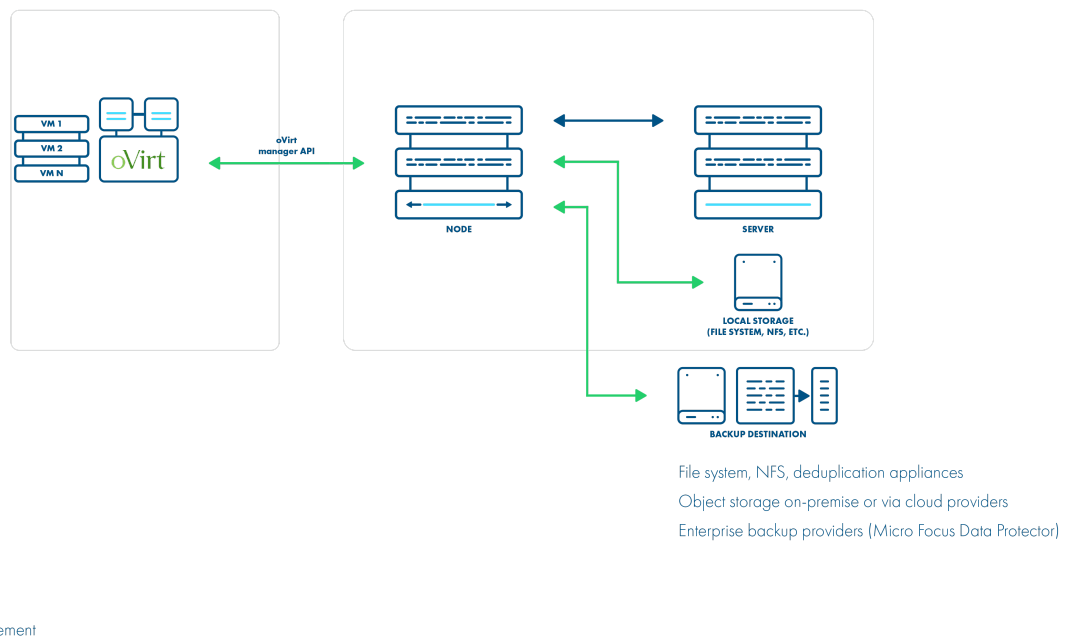 VM 1
VM 2
VM N
oVirt
oVirt
manager API
NODE
SERVER
LOCAL STORAGE
(FILE SYSTEM, NFS, ETC.)
BACKUP DESTINATION
File system, NFS, deduplication appliances
Object storage on-premise or via cloud providers
Enterprise backup providers (Micro Focus Data Protector)
ement